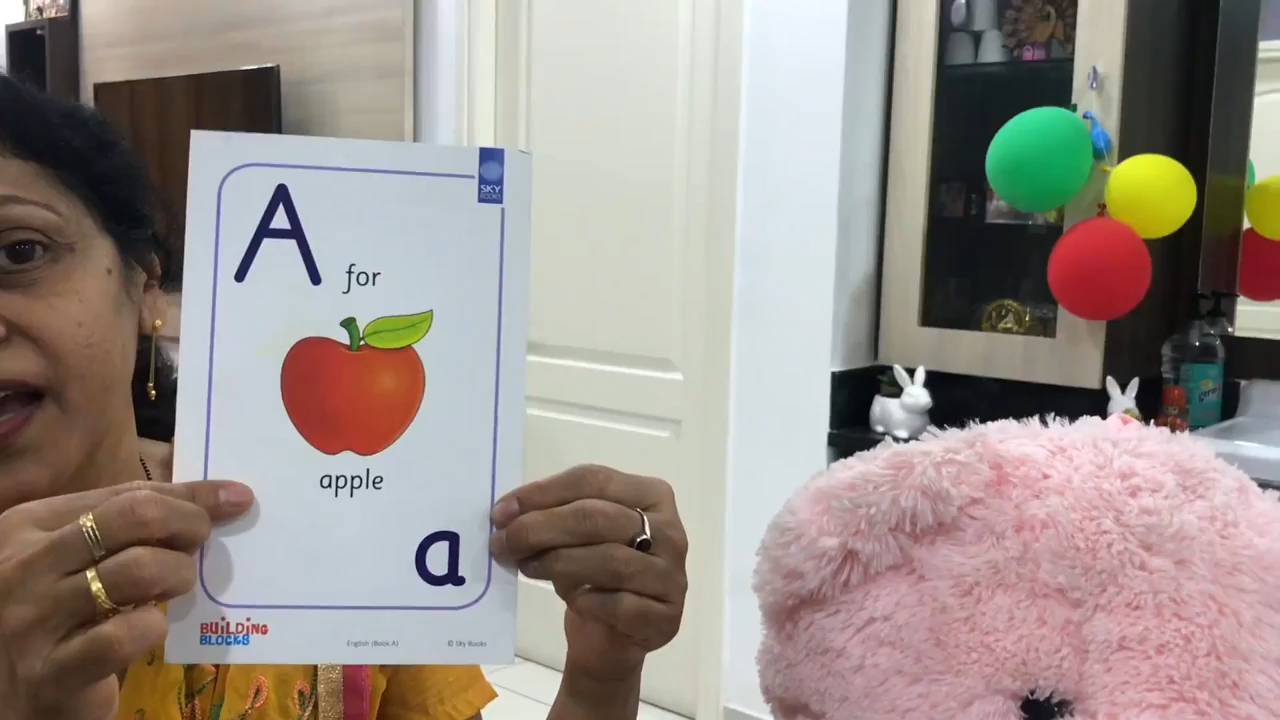 A
SKY
BOOKS
for
apple
a
BUiLDiNG
BLOCKS
English (Book A)
© Sky Books